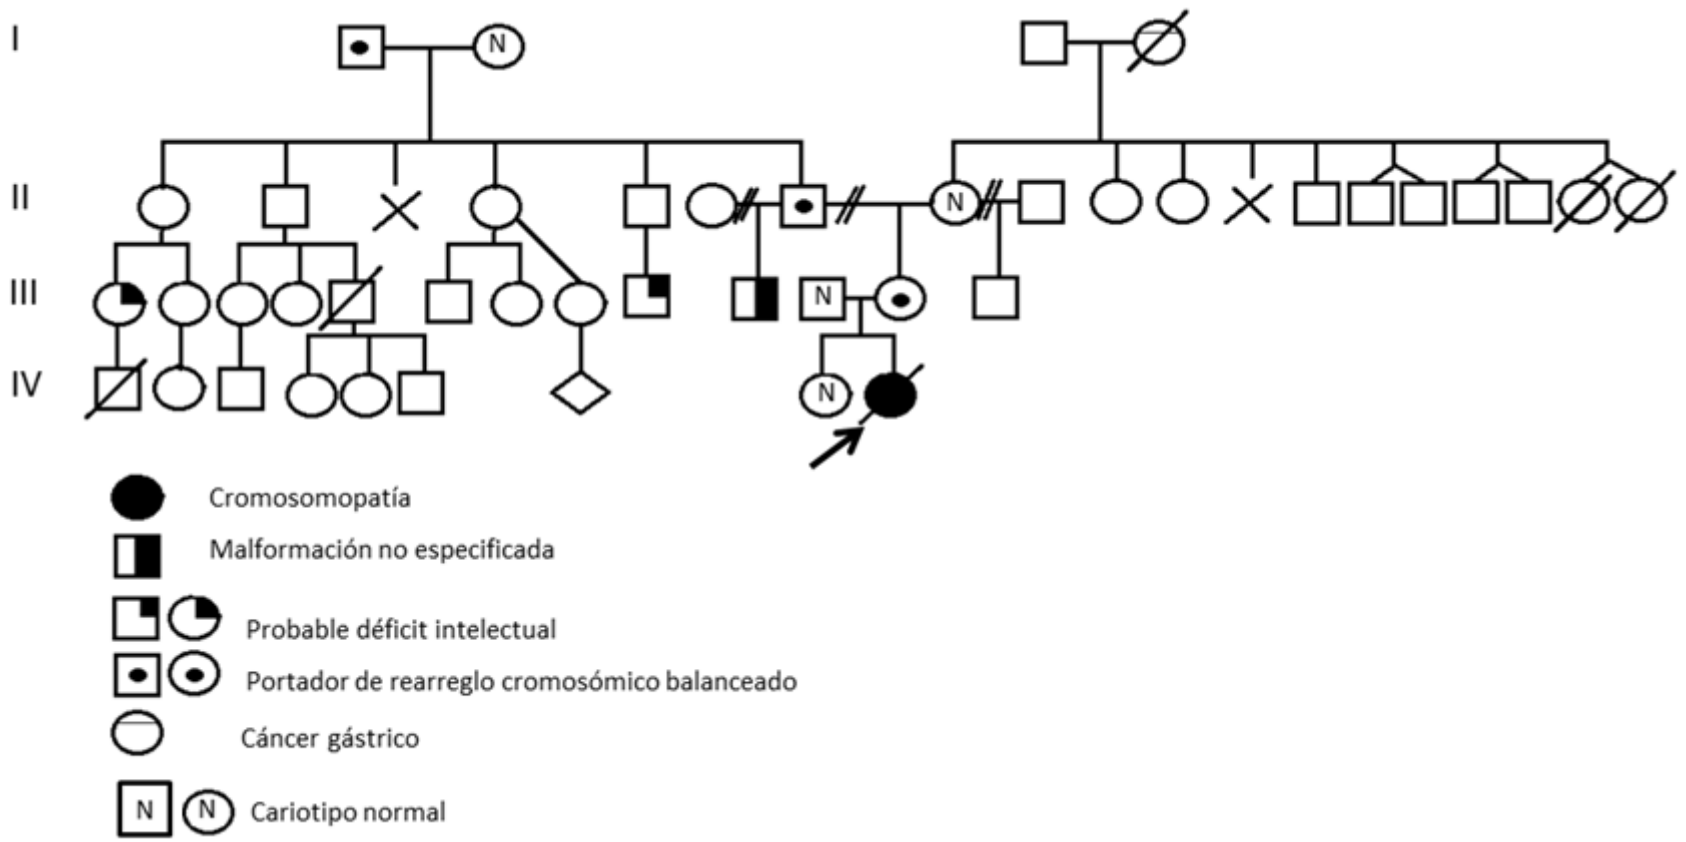 I
N
II
N
III
N
IV
N
Cromosomopatía
Malformación no especificada
Probable déficit intelectual
Portador de rearreglo cromosómico balanceado
Cáncer gástrico
N N Cariotipo normal